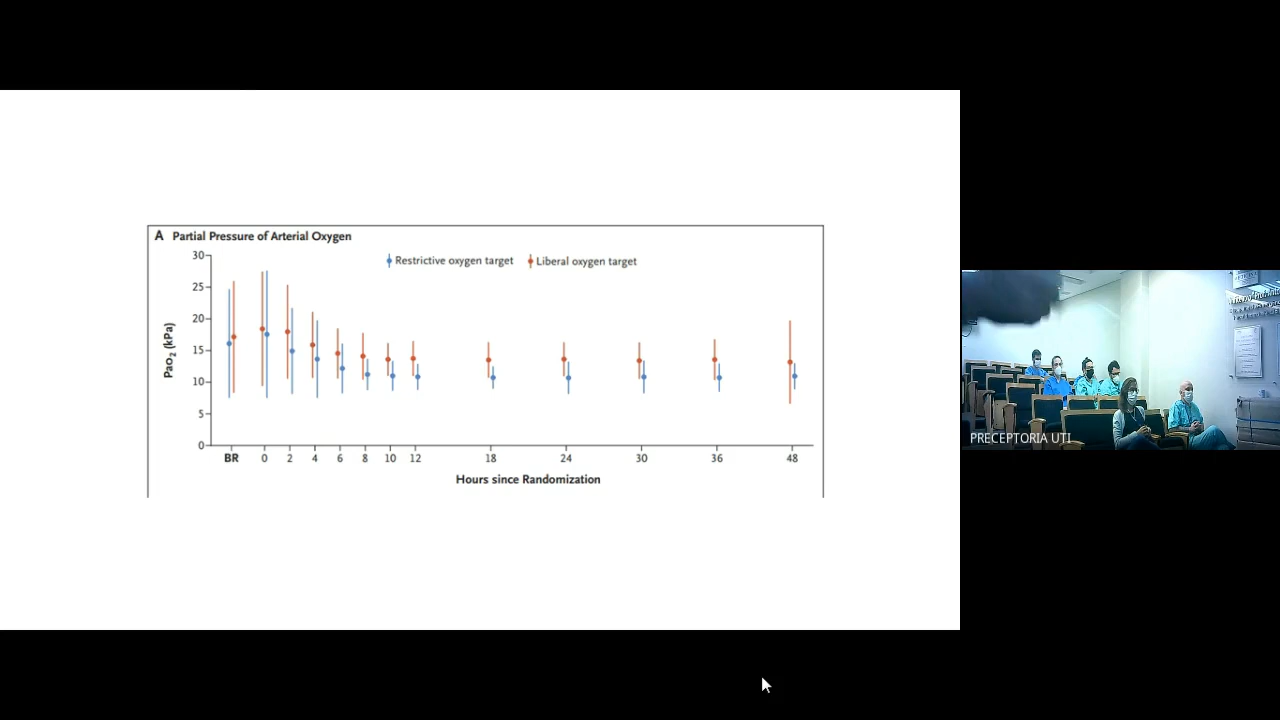 A Partial Pressure of Arterial Oxygen
Restrictive oxygen target Liberal oxygen target
30
25
20
15
10
5
0
Pao2 (kPa)
BR 0 2 4 6 8 10 12 18 24 30 36 48
Hours since Randomization
PRECEPTORIA UTI